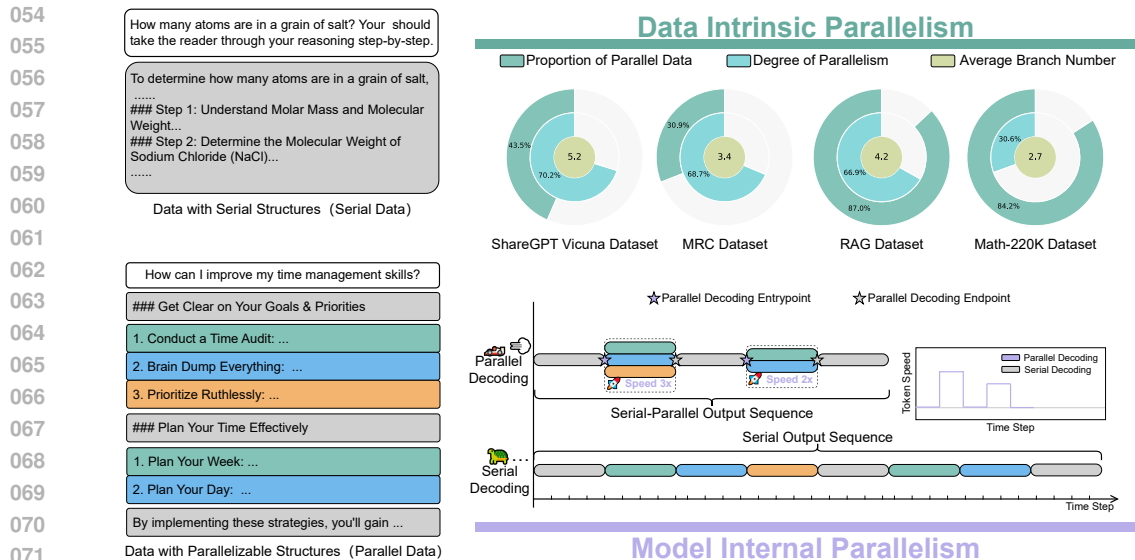 054
055
056
057
058
059
060
061
062
063
064
065
066
067
068
069
070
071
How many atoms are in a grain of salt? Your should
take the reader through your reasoning step-by-step.
To determine how many atoms are in a grain of salt,
......
### Step 1: Understand Molar Mass and Molecular
Weight...
### Step 2: Determine the Molecular Weight of
Sodium Chloride (NaCl)...
......
Data with Serial Structures (Serial Data)
How can I improve my time management skills?
### Get Clear on Your Goals & Priorities
1. Conduct a Time Audit: ...
2. Brain Dump Everything: ...
3. Prioritize Ruthlessly: ...
### Plan Your Time Effectively
1. Plan Your Week: ...
2. Plan Your Day: ...
By implementing these strategies, you'll gain ...
Data with Parallelizable Structures (Parallel Data)
Data Intrinsic Parallelism
Proportion of Parallel Data
Degree of Parallelism
Average Branch Number
43.5%
70.2%
5.2
ShareGPT Vicuna Dataset
30.9%
68.7%
3.4
MRC Dataset
66.9%
87.0%
4.2
RAG Dataset
30.6%
84.2%
2.7
Math-220K Dataset
Parallel Decoding Entrypoint
Parallel Decoding Endpoint
Parallel
Decoding
Speed 3x
Speed 2x
Serial-Parallel Output Sequence
Token Speed
Parallel Decoding
Serial Decoding
Time Step
Serial Output Sequence
...
Serial
Decoding
Time Step
Model Internal Parallelism